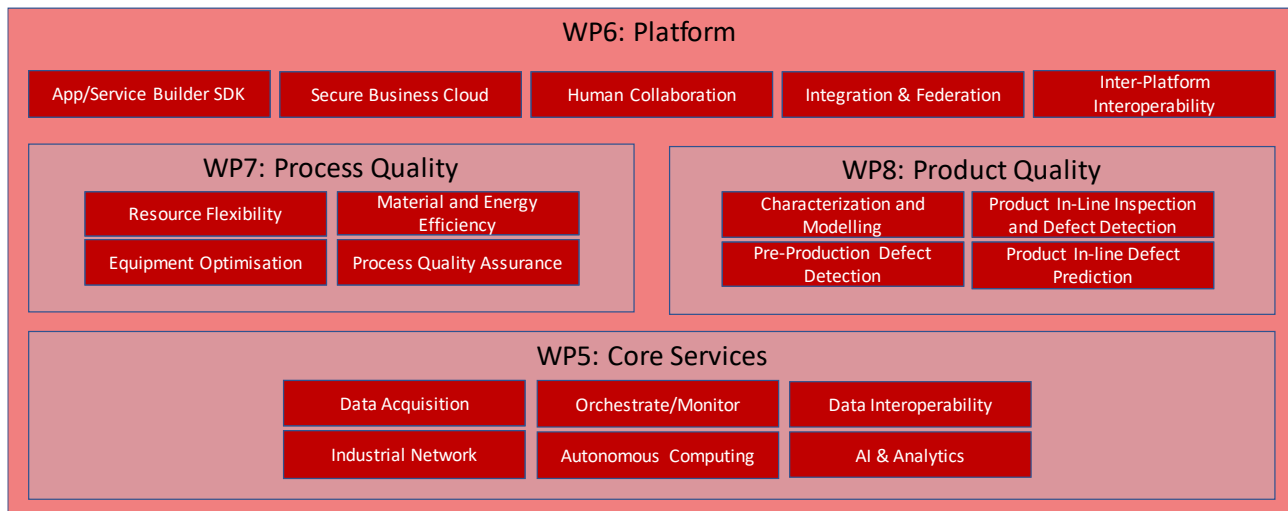 WP6: Platform
App/Service Builder SDK
Secure Business Cloud
Human Collaboration
Integration & Federation
Inter-Platform
Interoperability
WP7: Process Quality
Resource Flexibility
Material and Energy
Efficiency
Equipment Optimisation
Process Quality Assurance
WP8: Product Quality
Characterization and
Modelling
Product In-Line Inspection
and Defect Detection
Pre-Production Defect
Detection
Product In-line Defect
Prediction
WP5: Core Services
Data Acquisition
Orchestrate/Monitor
Data Interoperability
Industrial Network
Autonomous Computing
AI & Analytics